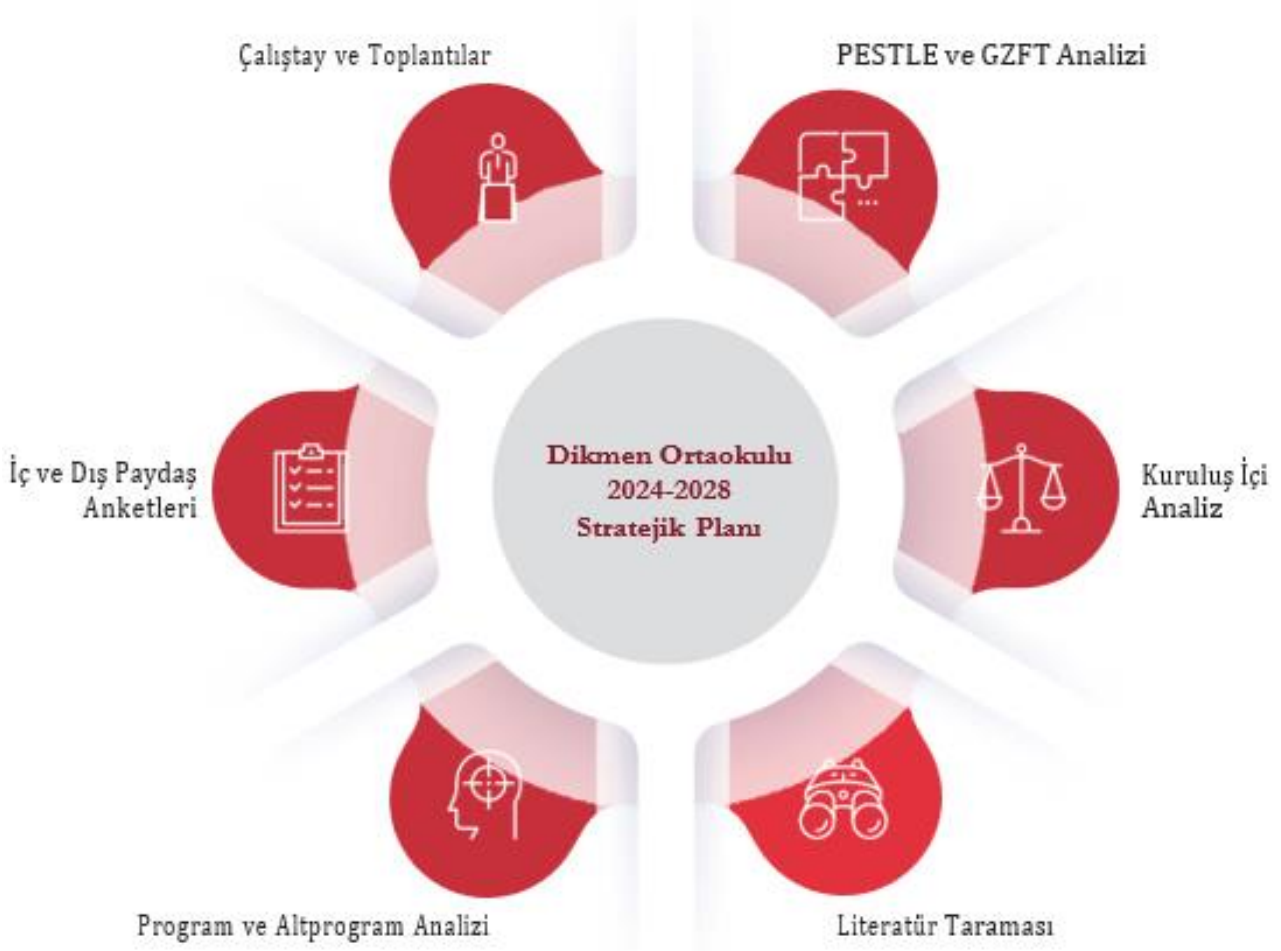 Çalıştay ve Toplantılar
PESTLE ve GZFT Analizi
İç ve Dış Paydaş
Anketleri
Dikmen Ortaokulu
2024-2028
Stratejik Planı
Kuruluş İçi
Analiz
Program ve Altprogram Analizi
Literatür Taraması